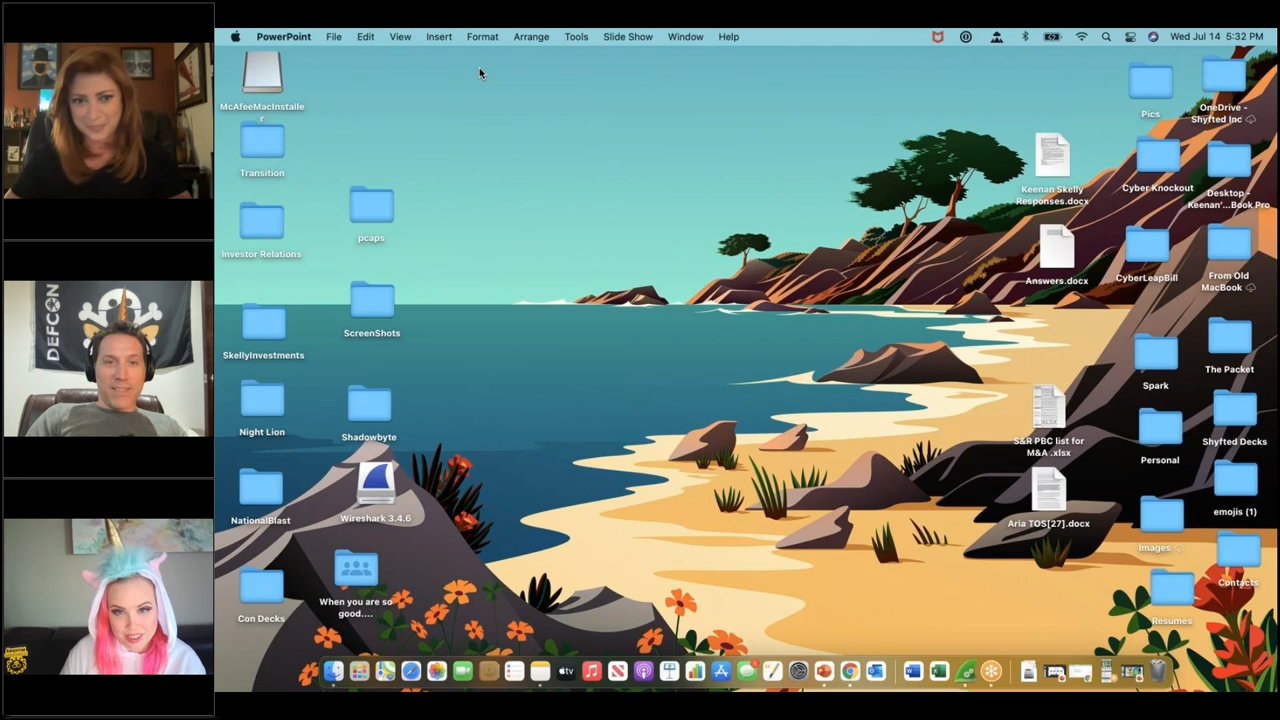 PowerPoint File Edit View Insert Format Arrange Tools Slide Show Window Help Wed Jul 14 5:32 PM
McAfeeMacInstalle
r
Transition
Investor Relations
SkellyInvestments
Night Lion
NationalBlast
Con Decks
pcaps
ScreenShots
Shadowbyte
Wireshark 3.4.6
When you are so
good....
Keenan Skelly
Responses.docx
Answers.docx
XLSX
S&R PBC list for
M&A .xlsx
Aria TOS[27].docx
Pics
Cyber Knockout
CyberLeapBill
Spark
Personal
Images
Resumes
OneDrive -
Shyfted Inc
Desktop -
Keenan'...Book Pro
From Old
MacBook
The Packet
Shyfted Decks
emojis (1)
Contacts
DEFCON
tv